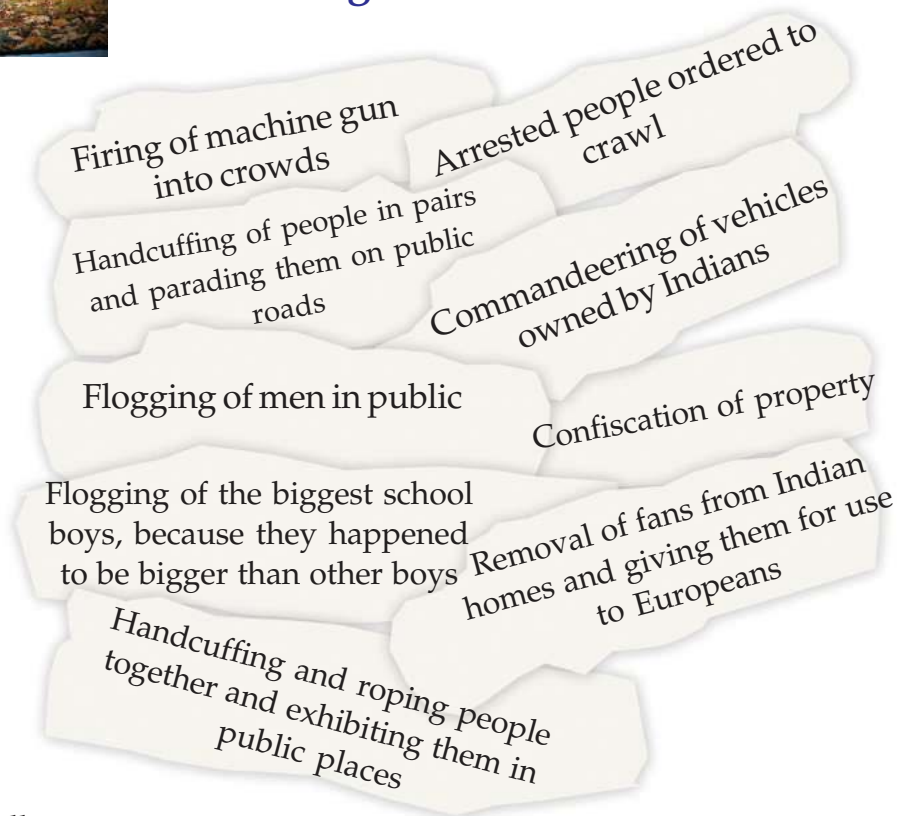 Firing of machine gun
into crowds
Arrested people ordered to
crawl
Handcuffing of people in pairs
and parading them on public
roads
Commandeering of vehicles
owned by Indians
Flogging of men in public
Confiscation of property
Flogging of the biggest school
boys, because they happened
to be bigger than other boys
Removal of fans from Indian
homes and giving them for use
to Europeans
Handcuffing and roping people
together and exhibiting them in
public places